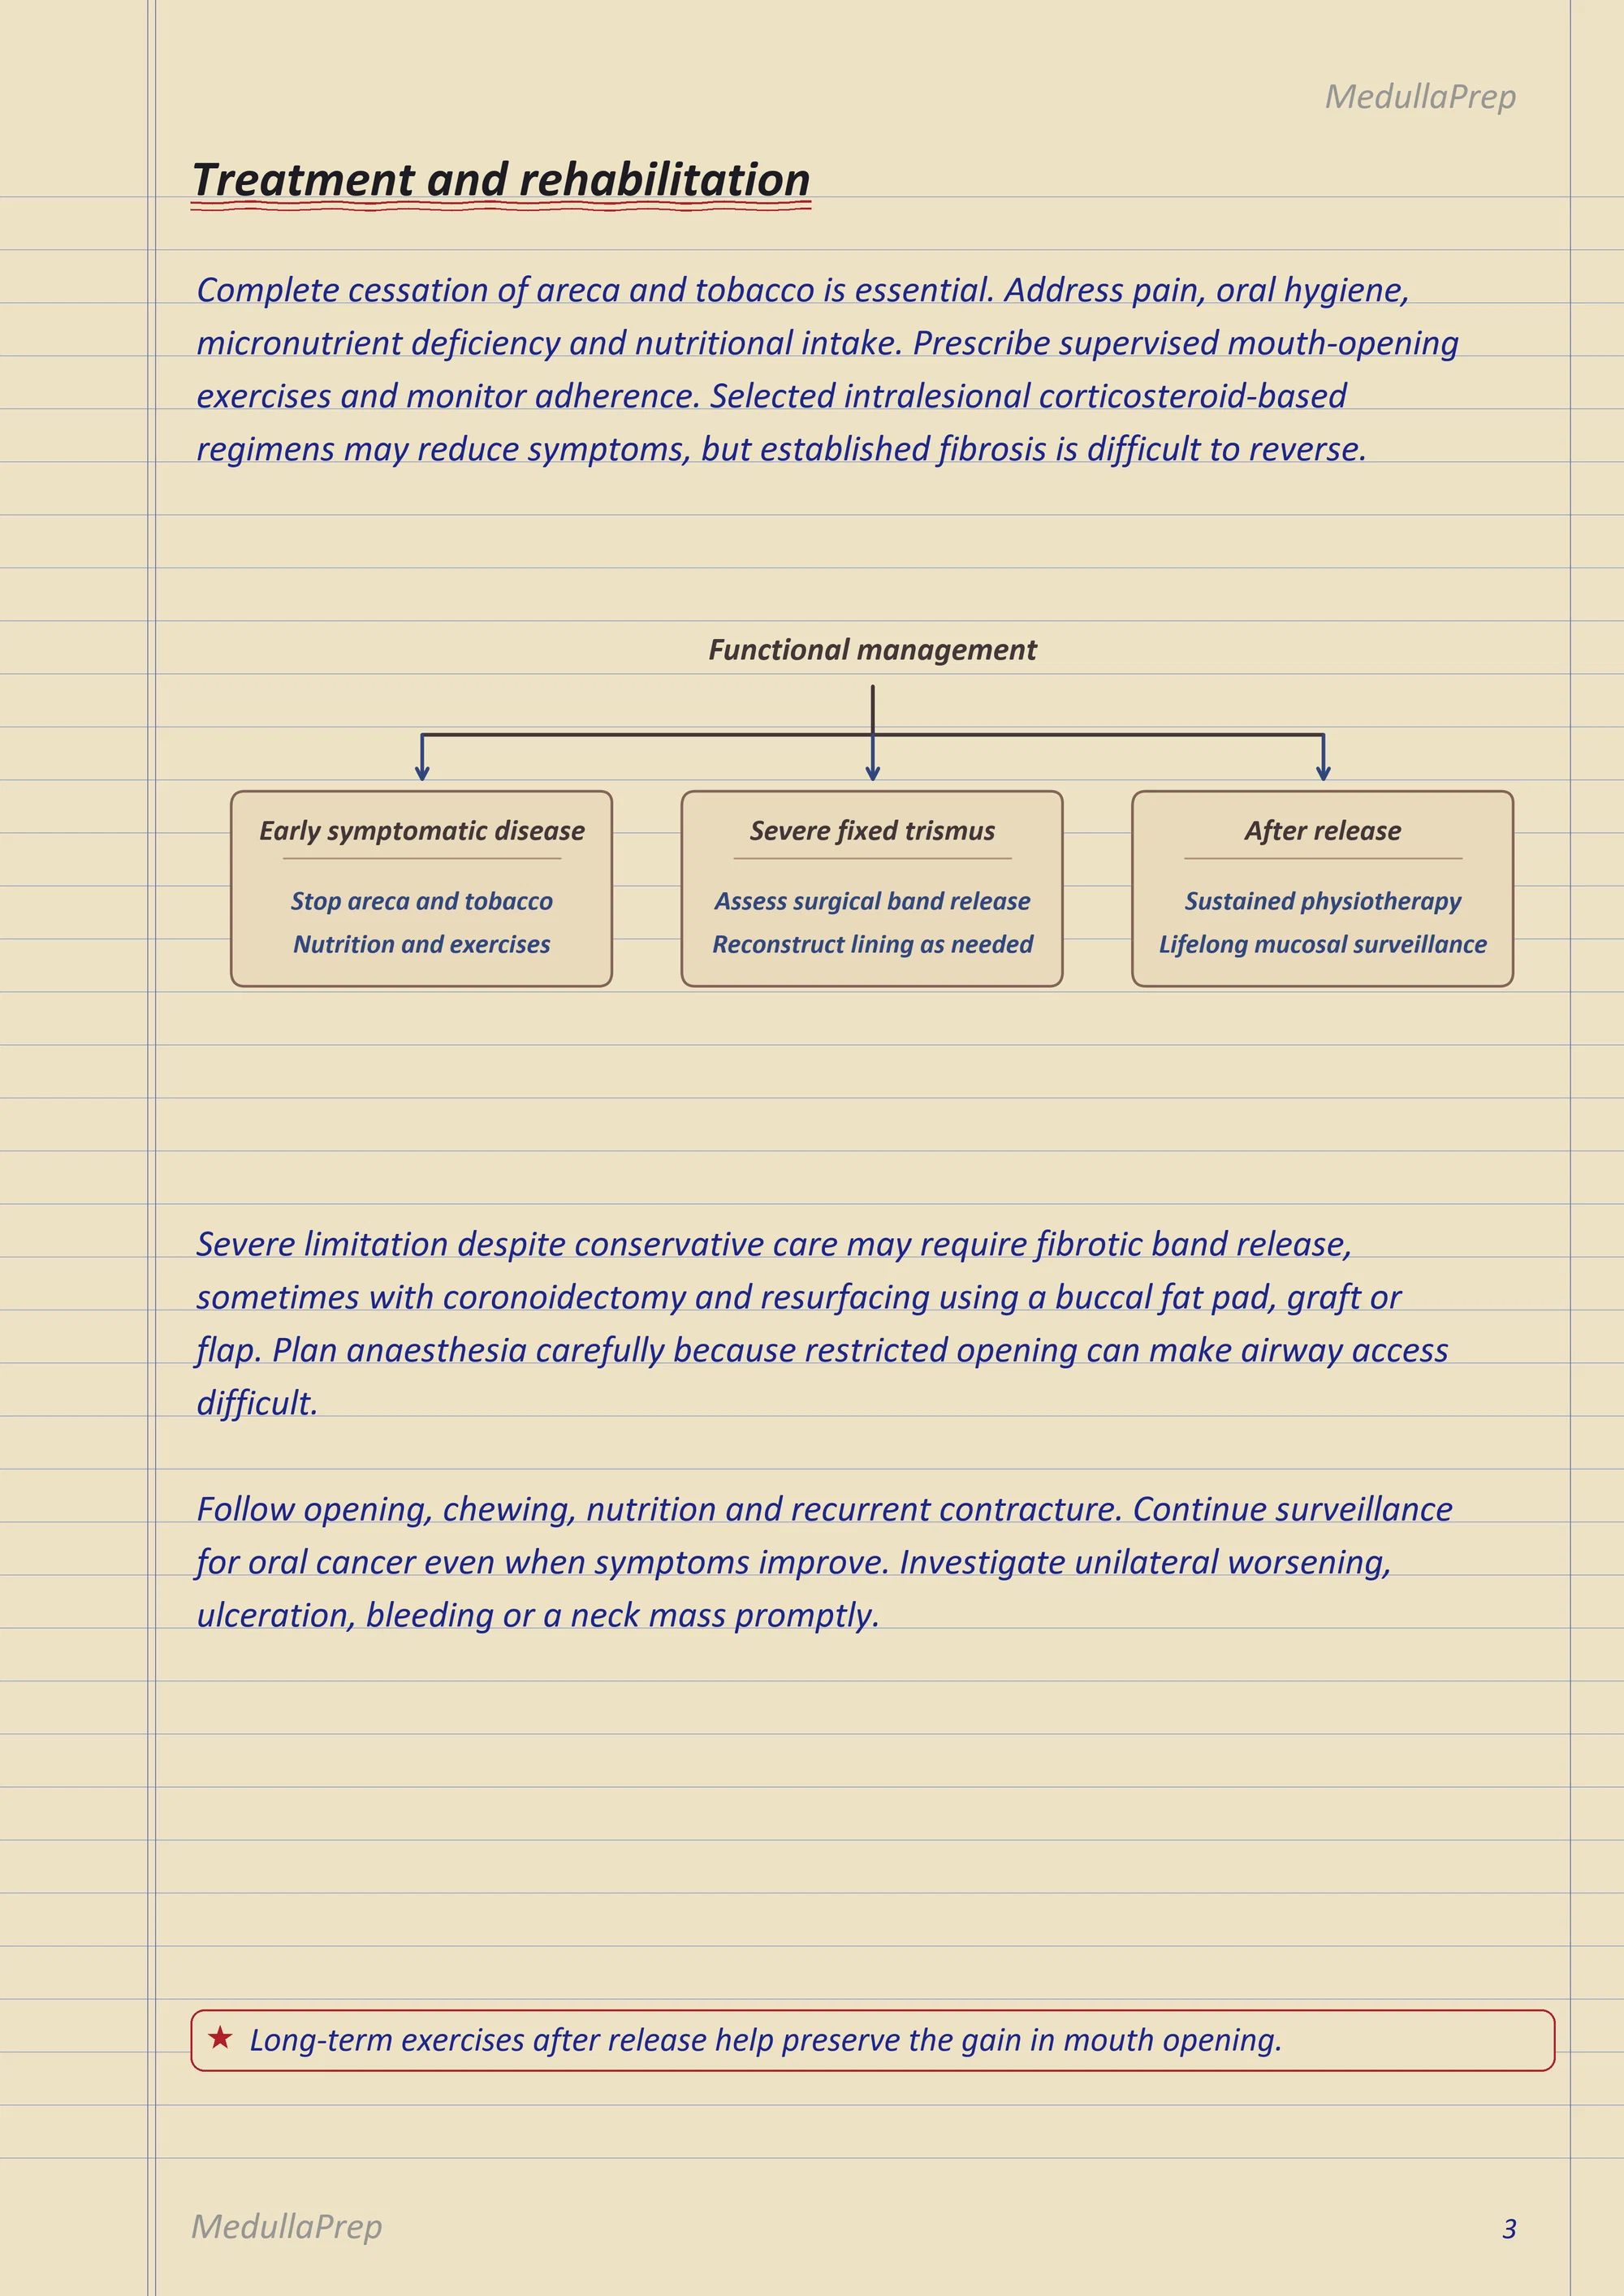 MedullaPrep
Treatment and rehabilitation
Complete cessation of areca and tobacco is essential. Address pain, oral hygiene,
micronutrient deficiency and nutritional intake. Prescribe supervised mouth-opening
exercises and monitor adherence. Selected intralesional corticosteroid-based
regimens may reduce symptoms, but established fibrosis is difficult to reverse.
Functional management
Early symptomatic disease
Stop areca and tobacco
Nutrition and exercises
Severe fixed trismus
Assess surgical band release
Reconstruct lining as needed
After release
Sustained physiotherapy
Lifelong mucosal surveillance
Severe limitation despite conservative care may require fibrotic band release,
sometimes with coronoidectomy and resurfacing using a buccal fat pad, graft or
flap. Plan anaesthesia carefully because restricted opening can make airway access
difficult.
Follow opening, chewing, nutrition and recurrent contracture. Continue surveillance
for oral cancer even when symptoms improve. Investigate unilateral worsening,
ulceration, bleeding or a neck mass promptly.
★ Long-term exercises after release help preserve the gain in mouth opening.
MedullaPrep
3